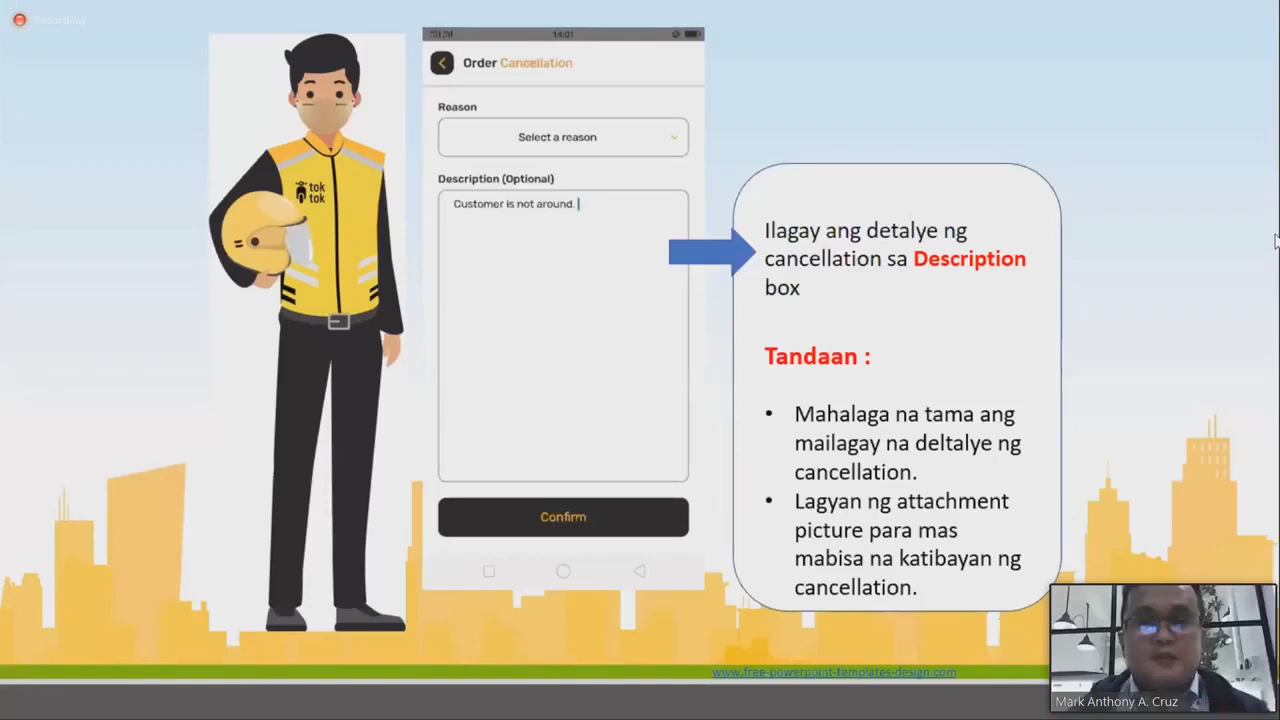 Recording
14:01
Order Cancellation
Reason
Select a reason
Description (Optional)
Customer is not around.
Confirm
tok
tok
Ilagay ang detalye ng
cancellation sa Description
box
Tandaan :
• Mahalaga na tama ang
mailagay na deltalye ng
cancellation.
• Lagyan ng attachment
picture para mas
mabisa na katibayan ng
cancellation.
www.free-powerpoint-templates-design.com
Mark Anthony A. Cruz